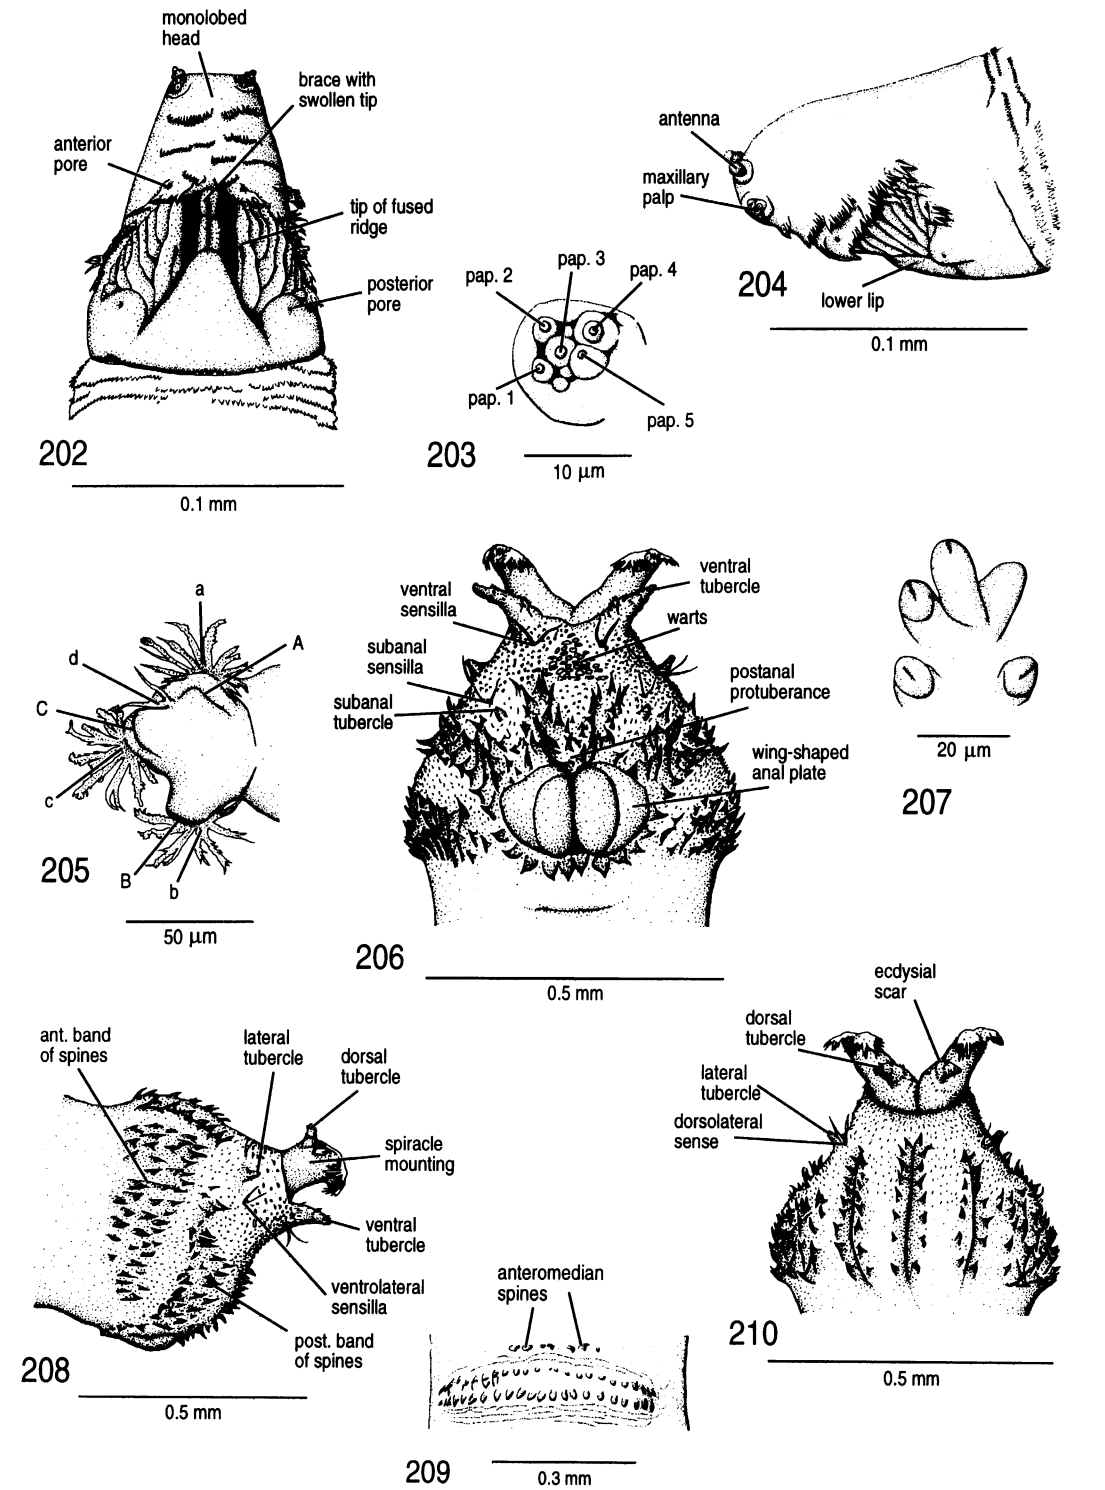 monolobed
head
brace with
swollen tip
anterior
pore
tip of fused
ridge
posterior
pore
202
0.1 mm
pap. 2
pap. 3
pap. 4
pap. 1
pap. 5
203
10 µm
antenna
maxillary
palp
204
lower lip
0.1 mm
a
A
d
C
c
B
b
205
50 µm
ventral
sensilla
subanal
sensilla
subanal
tubercle
ventral
tubercle
warts
postanal
protuberance
wing-shaped
anal plate
206
0.5 mm
20 µm
207
ant. band
of spines
lateral
tubercle
dorsal
tubercle
spiracle
mounting
ventral
tubercle
ventrolateral
sensilla
post. band
of spines
208
0.5 mm
anteromedian
spines
209
0.3 mm
ecdysial
scar
dorsal
tubercle
lateral
tubercle
dorsolateral
sense
210
0.5 mm